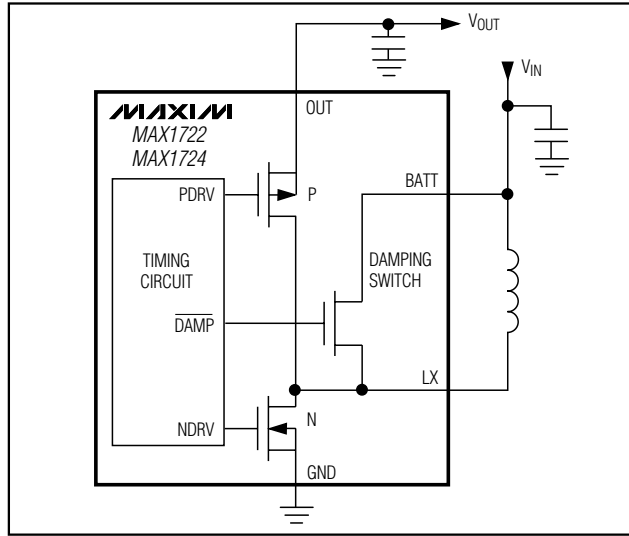 VOUT
VIN
OUT
MAXIM
MAX1722
MAX1724
BATT
PDRV
P
TIMING
CIRCUIT
DAMPING
SWITCH
DAMP
LX
NDRV
N
GND